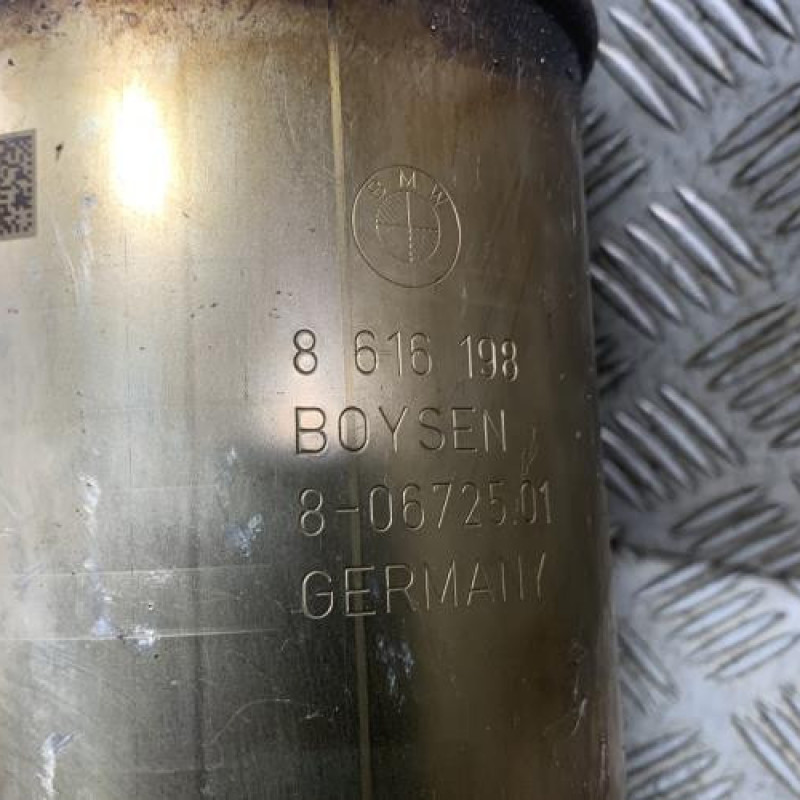 BMW
8 616 198
BOYSEN
8-06725.01
GERMANY